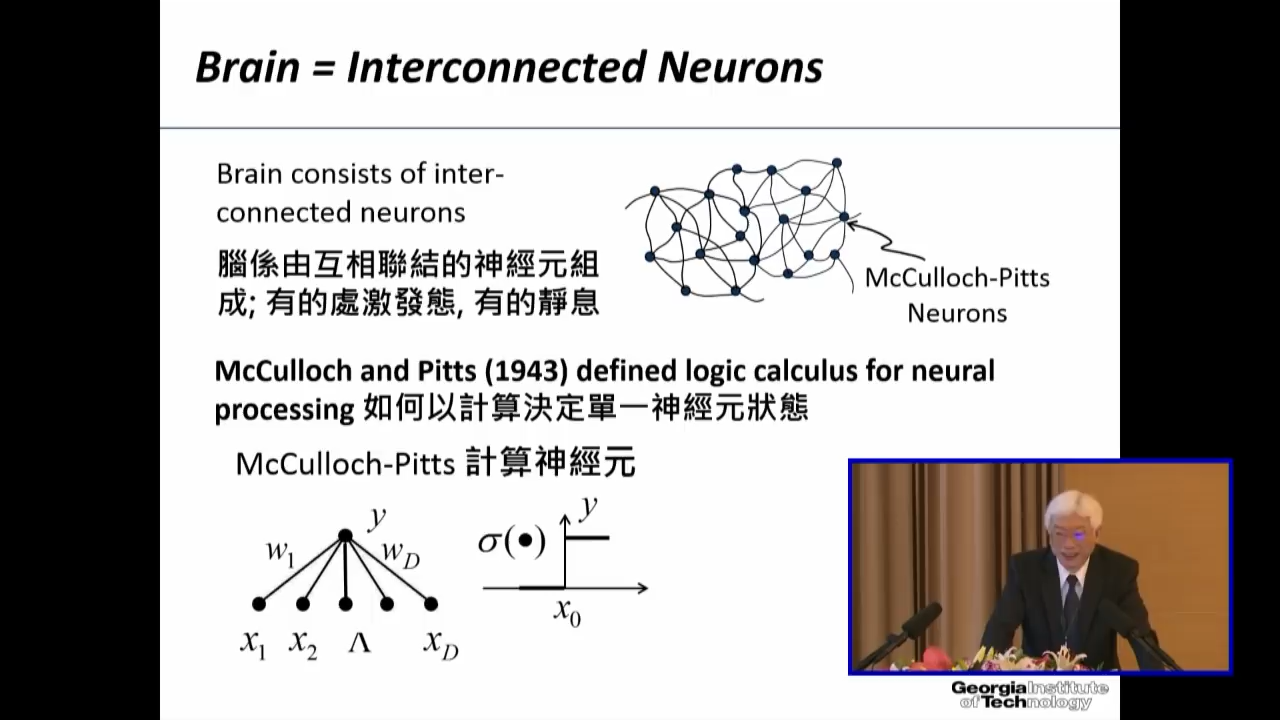 Brain = Interconnected Neurons
Brain consists of inter-
connected neurons
腦係由互相聯結的神經元組
成; 有的處激發態, 有的靜息
McCulloch-Pitts
Neurons
McCulloch and Pitts (1943) defined logic calculus for neural
processing 如何以計算決定單一神經元狀態
McCulloch-Pitts 計算神經元
y
w1 wD
x1 x2 Λ xD
y
σ(•)
x0
Georgia Institute
of Technology